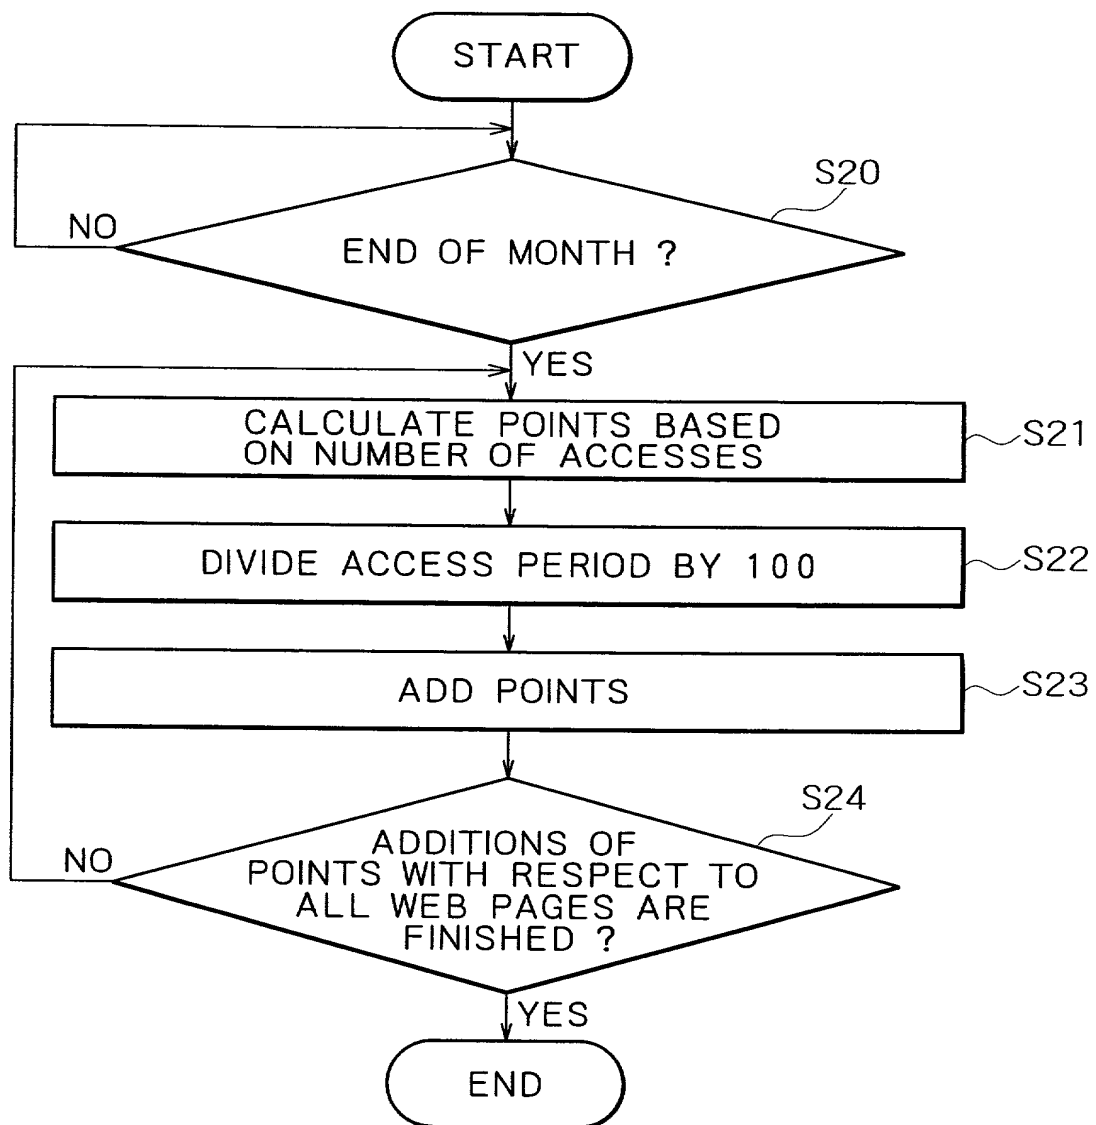 START
S20
NO
END OF MONTH ?
YES
CALCULATE POINTS BASED
ON NUMBER OF ACCESSES
S21
DIVIDE ACCESS PERIOD BY 100
S22
ADD POINTS
S23
S24
NO
ADDITIONS OF
POINTS WITH RESPECT TO
ALL WEB PAGES ARE
FINISHED ?
YES
END